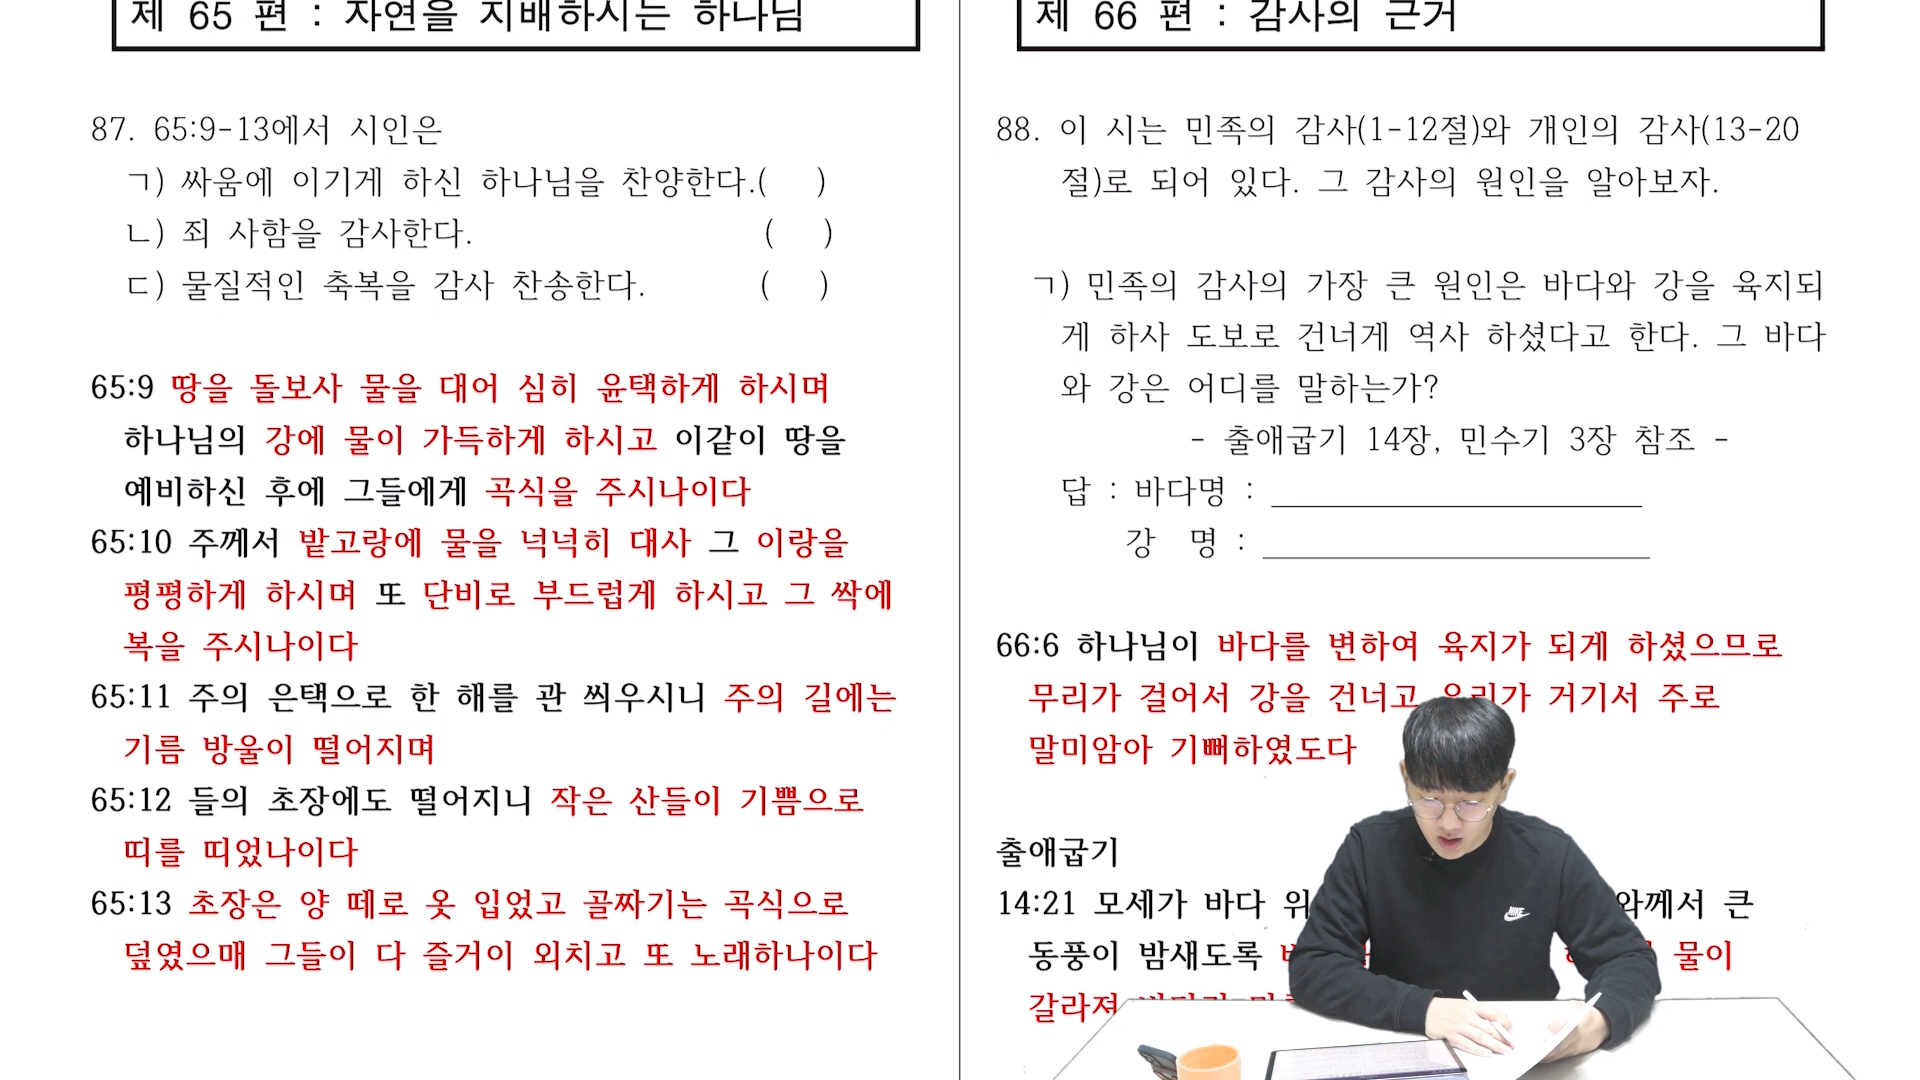 제 65 편 : 자연을 지배하시는 하나님
87. 65:9-13에서 시인은
ㄱ) 싸움에 이기게 하신 하나님을 찬양한다.( )
ㄴ) 죄 사함을 감사한다. ( )
ㄷ) 물질적인 축복을 감사 찬송한다. ( )
65:9 땅을 돌보사 물을 대어 심히 윤택하게 하시며
하나님의 강에 물이 가득하게 하시고 이같이 땅을
예비하신 후에 그들에게 곡식을 주시나이다
65:10 주께서 밭고랑에 물을 넉넉히 대사 그 이랑을
평평하게 하시며 또 단비로 부드럽게 하시고 그 싹에
복을 주시나이다
65:11 주의 은택으로 한 해를 관 씌우시니 주의 길에는
기름 방울이 떨어지며
65:12 들의 초장에도 떨어지니 작은 산들이 기쁨으로
띠를 띠었나이다
65:13 초장은 양 떼로 옷 입었고 골짜기는 곡식으로
덮였으매 그들이 다 즐거이 외치고 또 노래하나이다
제 66 편 : 감사의 근거
88. 이 시는 민족의 감사(1-12절)와 개인의 감사(13-20
절)로 되어 있다. 그 감사의 원인을 알아보자.
ㄱ) 민족의 감사의 가장 큰 원인은 바다와 강을 육지되
게 하사 도보로 건너게 역사 하셨다고 한다. 그 바다
와 강은 어디를 말하는가?
- 출애굽기 14장, 민수기 3장 참조 -
답 : 바다명 :
강 명 :
66:6 하나님이 바다를 변하여 육지가 되게 하셨으므로
무리가 걸어서 강을 건너고 우리가 거기서 주로
말미암아 기뻐하였도다
출애굽기
14:21 모세가 바다 위 와께서 큰
동풍이 밤새도록 물이
갈라져
NIKE